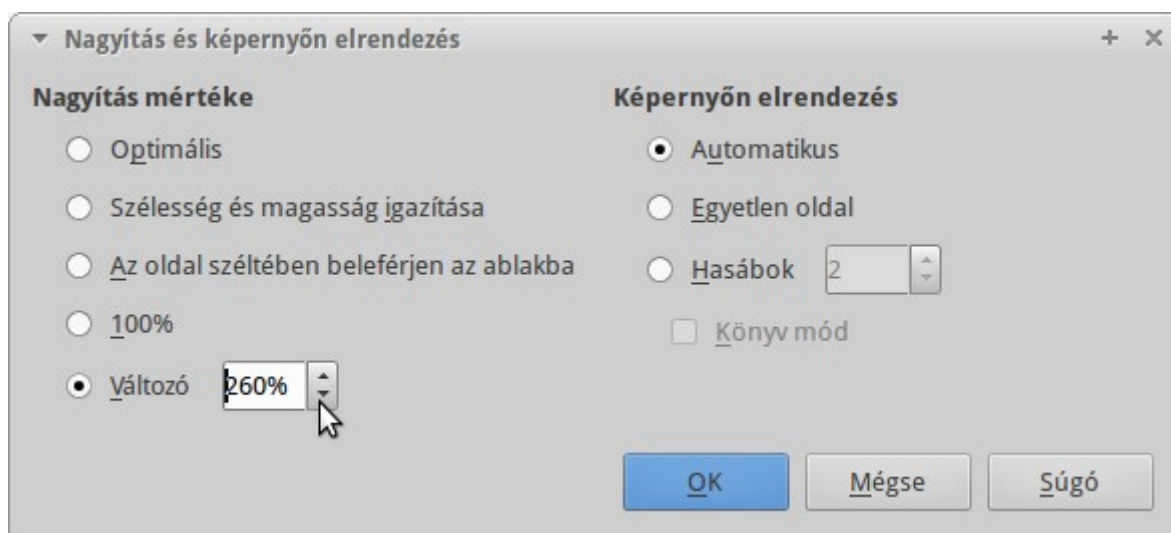 Nagyítás és képernyőn elrendezés
Nagyítás mértéke
Optimális
Szélesség és magasság igazítása
Az oldal széltében beleférjen az ablakba
100%
Változó 260%
Képernyőn elrendezés
Automatikus
Egyetlen oldal
Hasábok 2
Könyv mód
OK Mégse Súgó